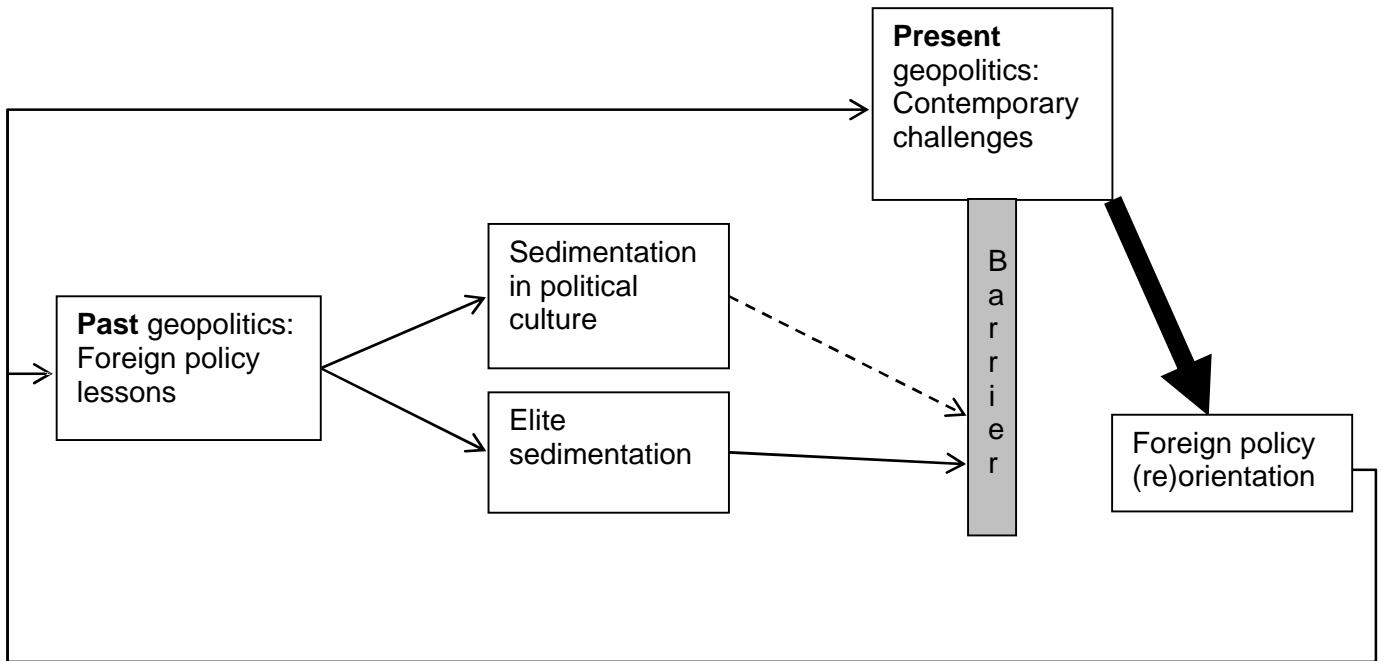 Present
geopolitics:
Contemporary
challenges
Sedimentation
in political
culture
Past geopolitics:
Foreign policy
lessons
Elite
sedimentation
Barrier
Foreign policy
(re)orientation